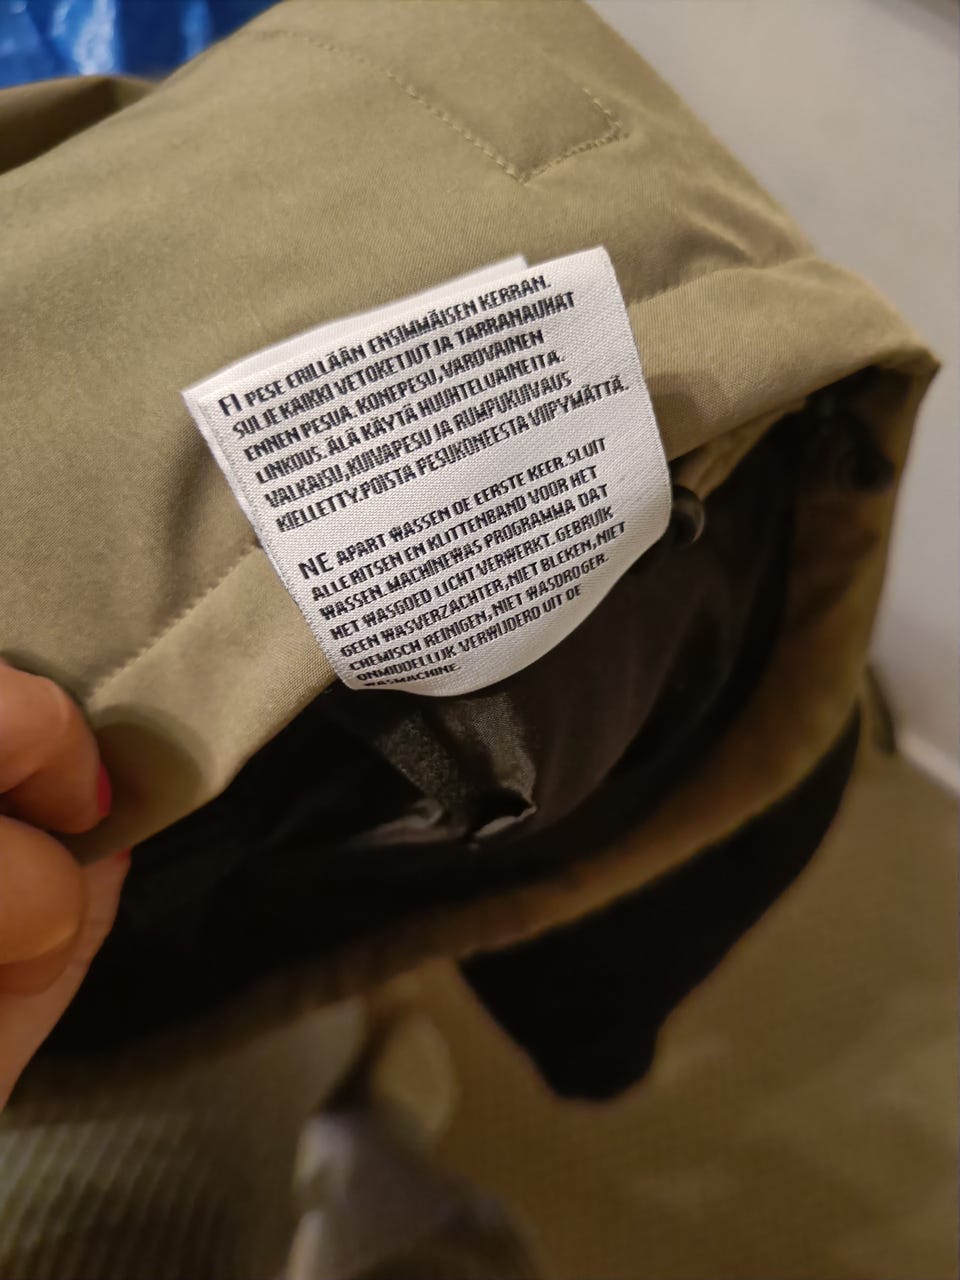 FI PESE ERILLÄÄN ENSIMMÄISEN KERRAN.
SULJE KAIKKI VETOKETJUT JA TARRANAUHAT
ENNEN PESUA. KONEPESU, VAROVAINEN
LINKOUS. ÄLÄ KÄYTÄ HUUHTELUAINETTA.
VALKAISU, KUIVAPESU JA RUMPUKUIVAUS
KIELLETTY. POISTA PESUKONEESTA VIIPYMÄTTÄ.
NE APART WASSEN DE EERSTE KEER. SLUIT
ALLE RITSEN EN KLITTENBAND VOOR HET
WASSEN. MACHINEWAS PROGRAMMA DAT
HET WASGOED LICHT VERWERKT. GEBRUIK
GEEN WASVERZACHTER, NIET BLEKEN, NIET
CHEMISCH REINIGEN, NIET WASDROGER.
ONMIDDELLIJK VERWIJDERD UIT DE
WASMACHINE.